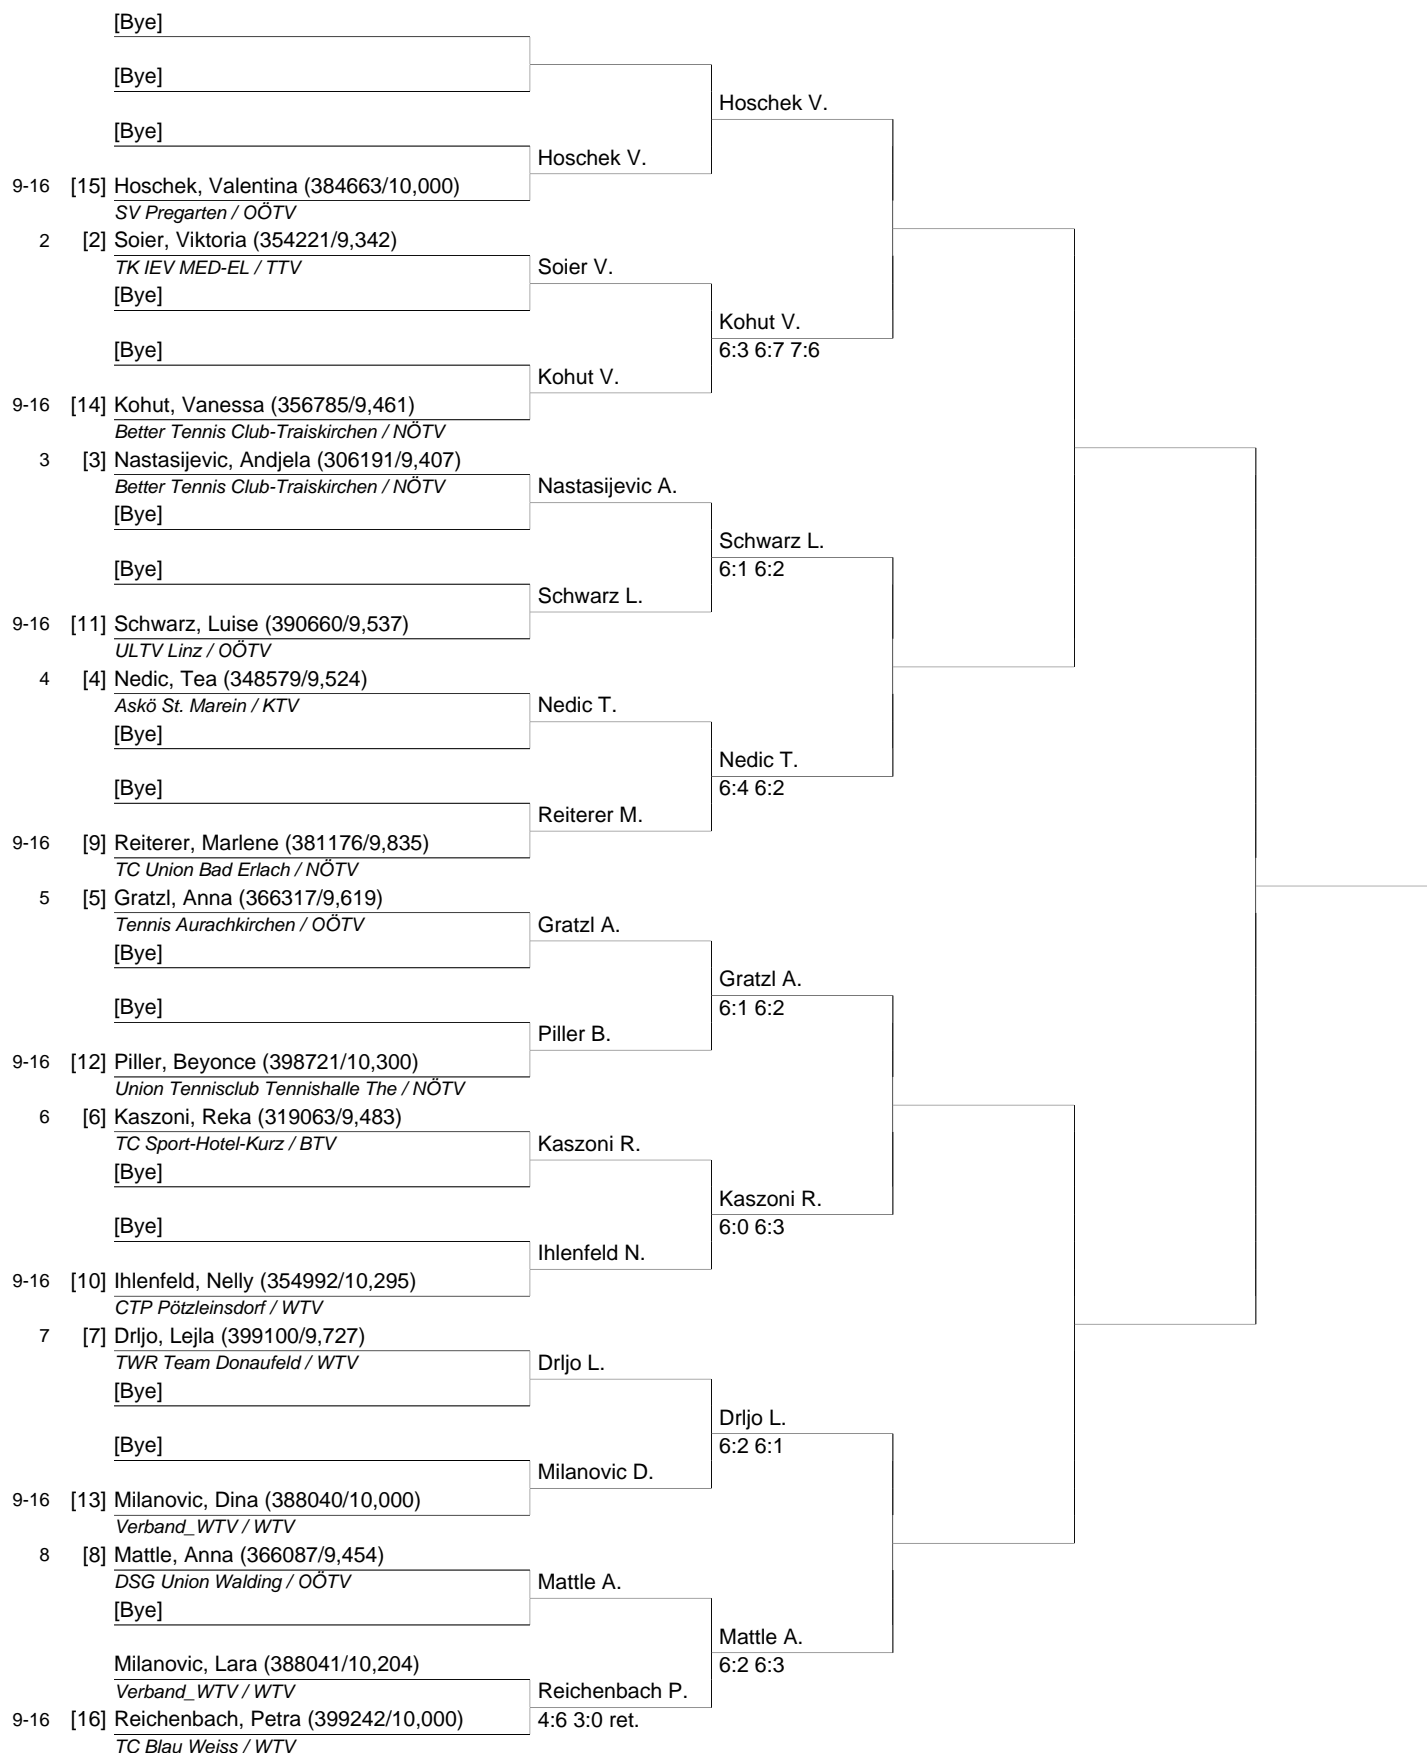 [Bye]
[Bye]
Hoschek V.
[Bye]
Hoschek V.
9-16 [15] Hoschek, Valentina (384663/10,000)
SV Pregarten / OÖTV
2 [2] Soier, Viktoria (354221/9,342)
TK IEV MED-EL / TTV
Soier V.
[Bye]
Kohut V.
[Bye]
6:3 6:7 7:6
Kohut V.
9-16 [14] Kohut, Vanessa (356785/9,461)
Better Tennis Club-Traiskirchen / NÖTV
3 [3] Nastasijevic, Andjela (306191/9,407)
Better Tennis Club-Traiskirchen / NÖTV
Nastasijevic A.
[Bye]
Schwarz L.
[Bye]
6:1 6:2
Schwarz L.
9-16 [11] Schwarz, Luise (390660/9,537)
ULTV Linz / OÖTV
4 [4] Nedic, Tea (348579/9,524)
Askö St. Marein / KTV
Nedic T.
[Bye]
Nedic T.
[Bye]
6:4 6:2
Reiterer M.
9-16 [9] Reiterer, Marlene (381176/9,835)
TC Union Bad Erlach / NÖTV
5 [5] Gratzl, Anna (366317/9,619)
Tennis Aurachkirchen / OÖTV
Gratzl A.
[Bye]
Gratzl A.
[Bye]
6:1 6:2
Piller B.
9-16 [12] Piller, Beyonce (398721/10,300)
Union Tennisclub Tennishalle The / NÖTV
6 [6] Kaszoni, Reka (319063/9,483)
TC Sport-Hotel-Kurz / BTV
Kaszoni R.
[Bye]
Kaszoni R.
[Bye]
6:0 6:3
Ihlenfeld N.
9-16 [10] Ihlenfeld, Nelly (354992/10,295)
CTP Pötzleinsdorf / WTV
7 [7] Drljo, Lejla (399100/9,727)
TWR Team Donaufeld / WTV
Drljo L.
[Bye]
Drljo L.
[Bye]
6:2 6:1
Milanovic D.
9-16 [13] Milanovic, Dina (388040/10,000)
Verband_WTV / WTV
8 [8] Mattle, Anna (366087/9,454)
DSG Union Walding / OÖTV
Mattle A.
[Bye]
Mattle A.
Milanovic, Lara (388041/10,204)
6:2 6:3
Verband_WTV / WTV
Reichenbach P.
9-16 [16] Reichenbach, Petra (399242/10,000)
4:6 3:0 ret.
TC Blau Weiss / WTV